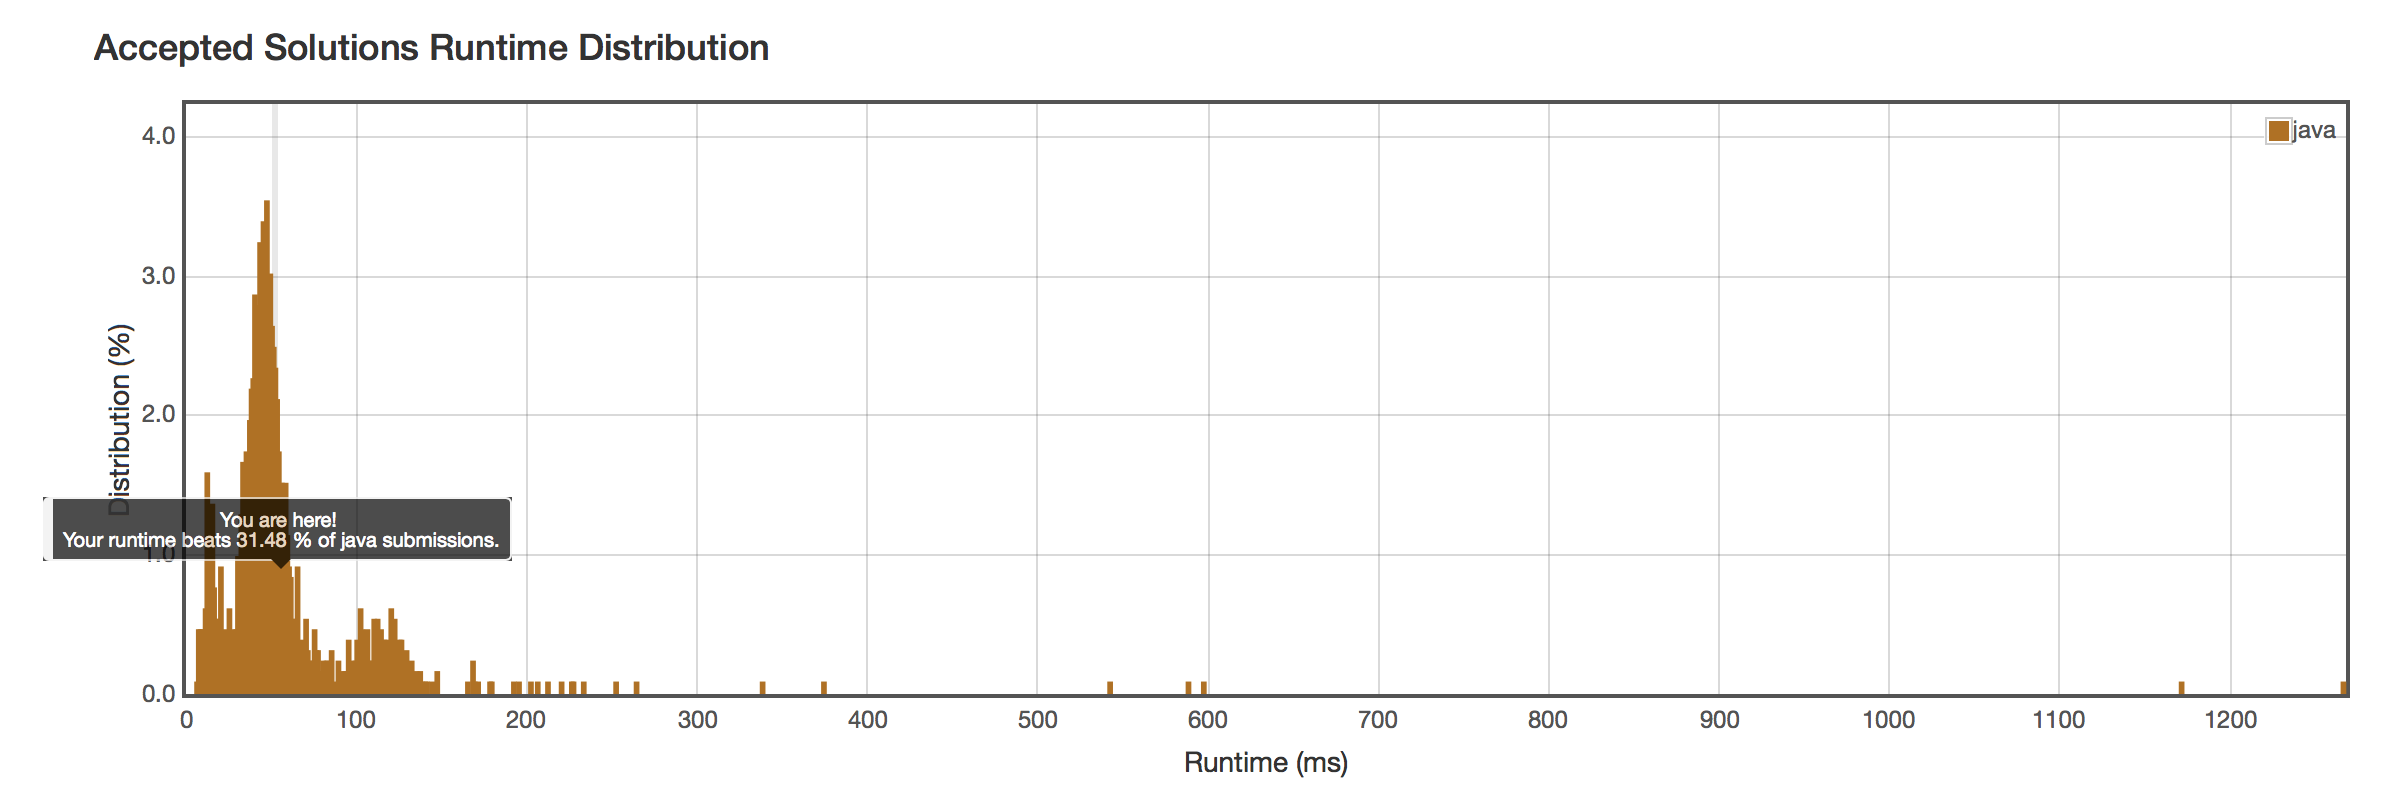 Accepted Solutions Runtime Distribution
4.0
java
3.0
Distribution (%)
2.0
You are here!
Your runtime beats 31.48 % of java submissions.
1.0
0.0
0 100 200 300 400 500 600 700 800 900 1000 1100 1200
Runtime (ms)